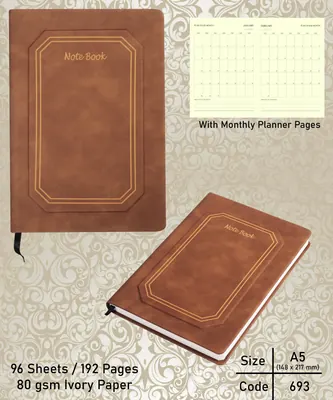 Note Book
With Monthly Planner Pages
Note Book
96 Sheets / 192 Pages
80 gsm Ivory Paper
Size A5
(148 x 217 mm)
Code 693